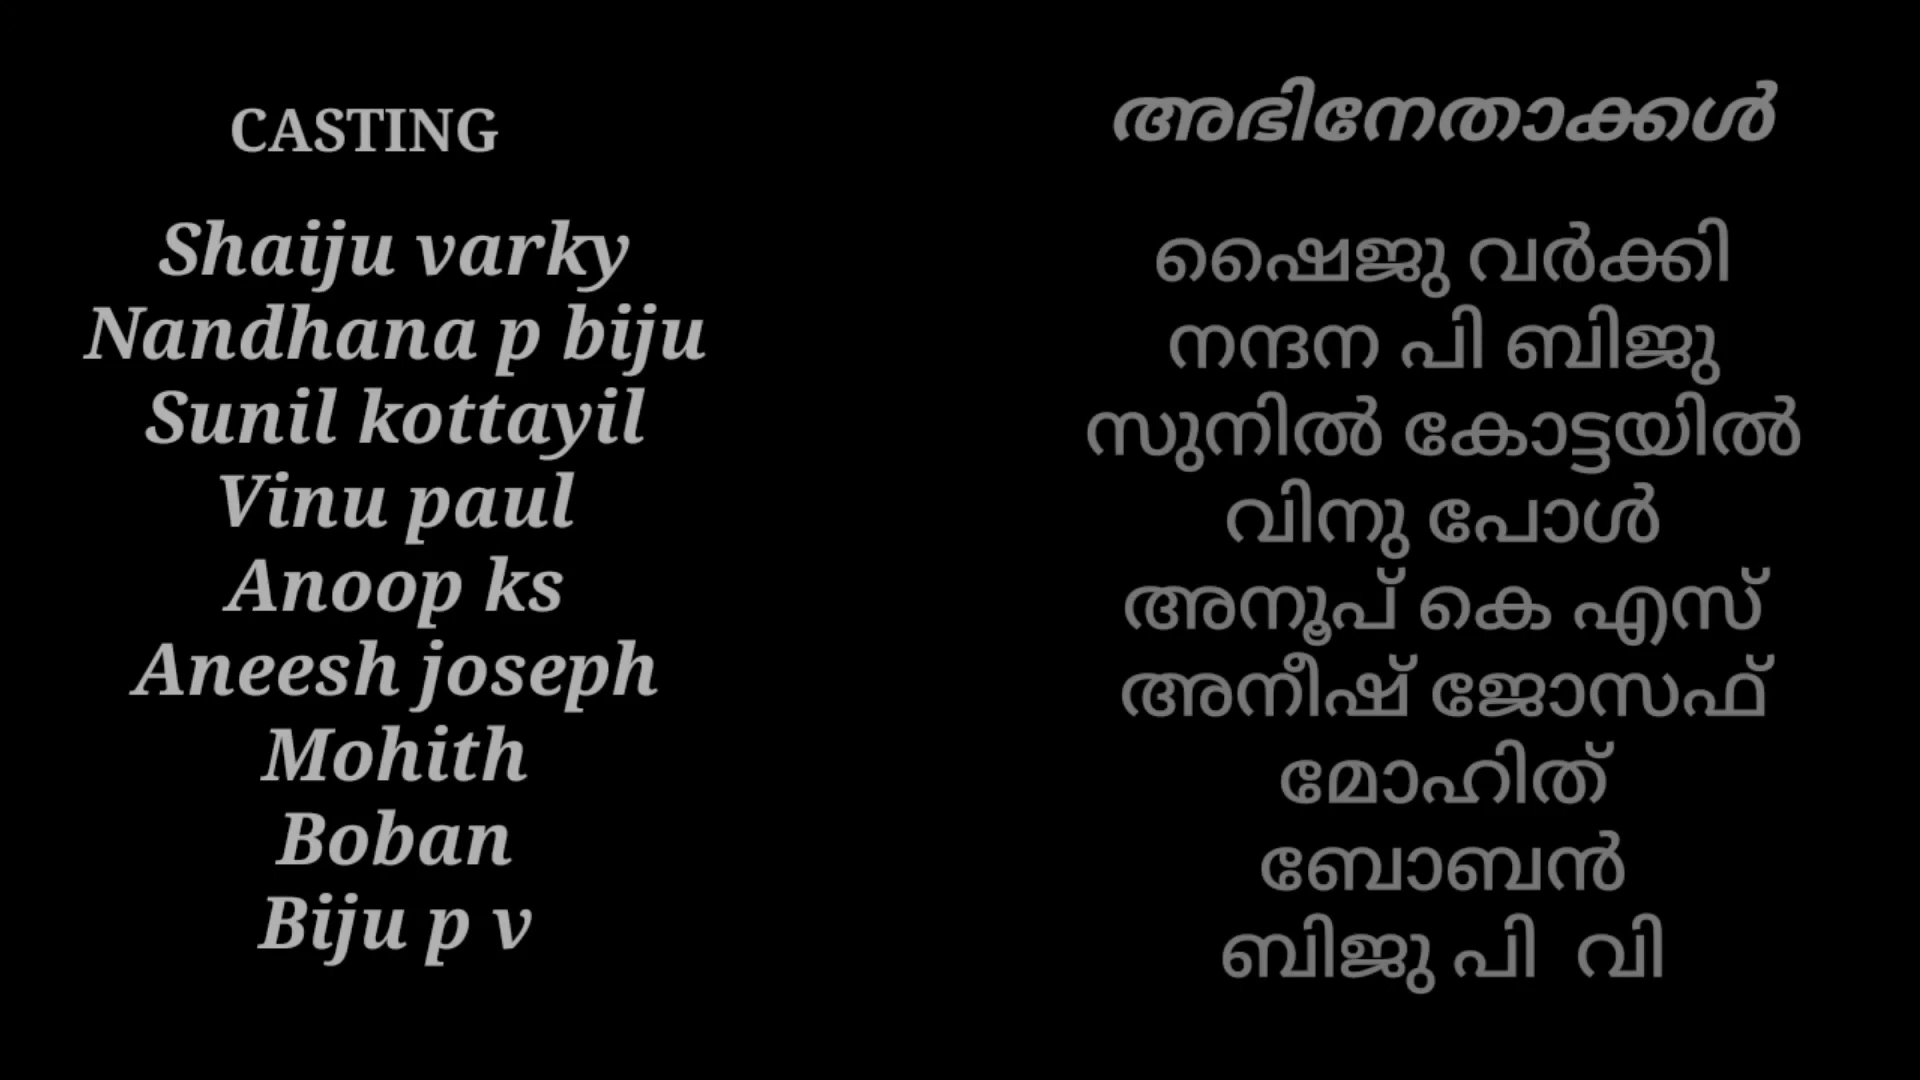 CASTING
Shaiju varky
Nandhana p biju
Sunil kottayil
Vinu paul
Anoop ks
Aneesh joseph
Mohith
Boban
Biju p v
അഭിനേതാക്കൾ
ഷൈജു വർക്കി
നന്ദന പി ബിജു
സുനിൽ കോട്ടയിൽ
വിനു പോൾ
അനൂപ് കെ എസ്
അനീഷ് ജോസഫ്
മോഹിത്
ബോബൻ
ബിജു പി വി